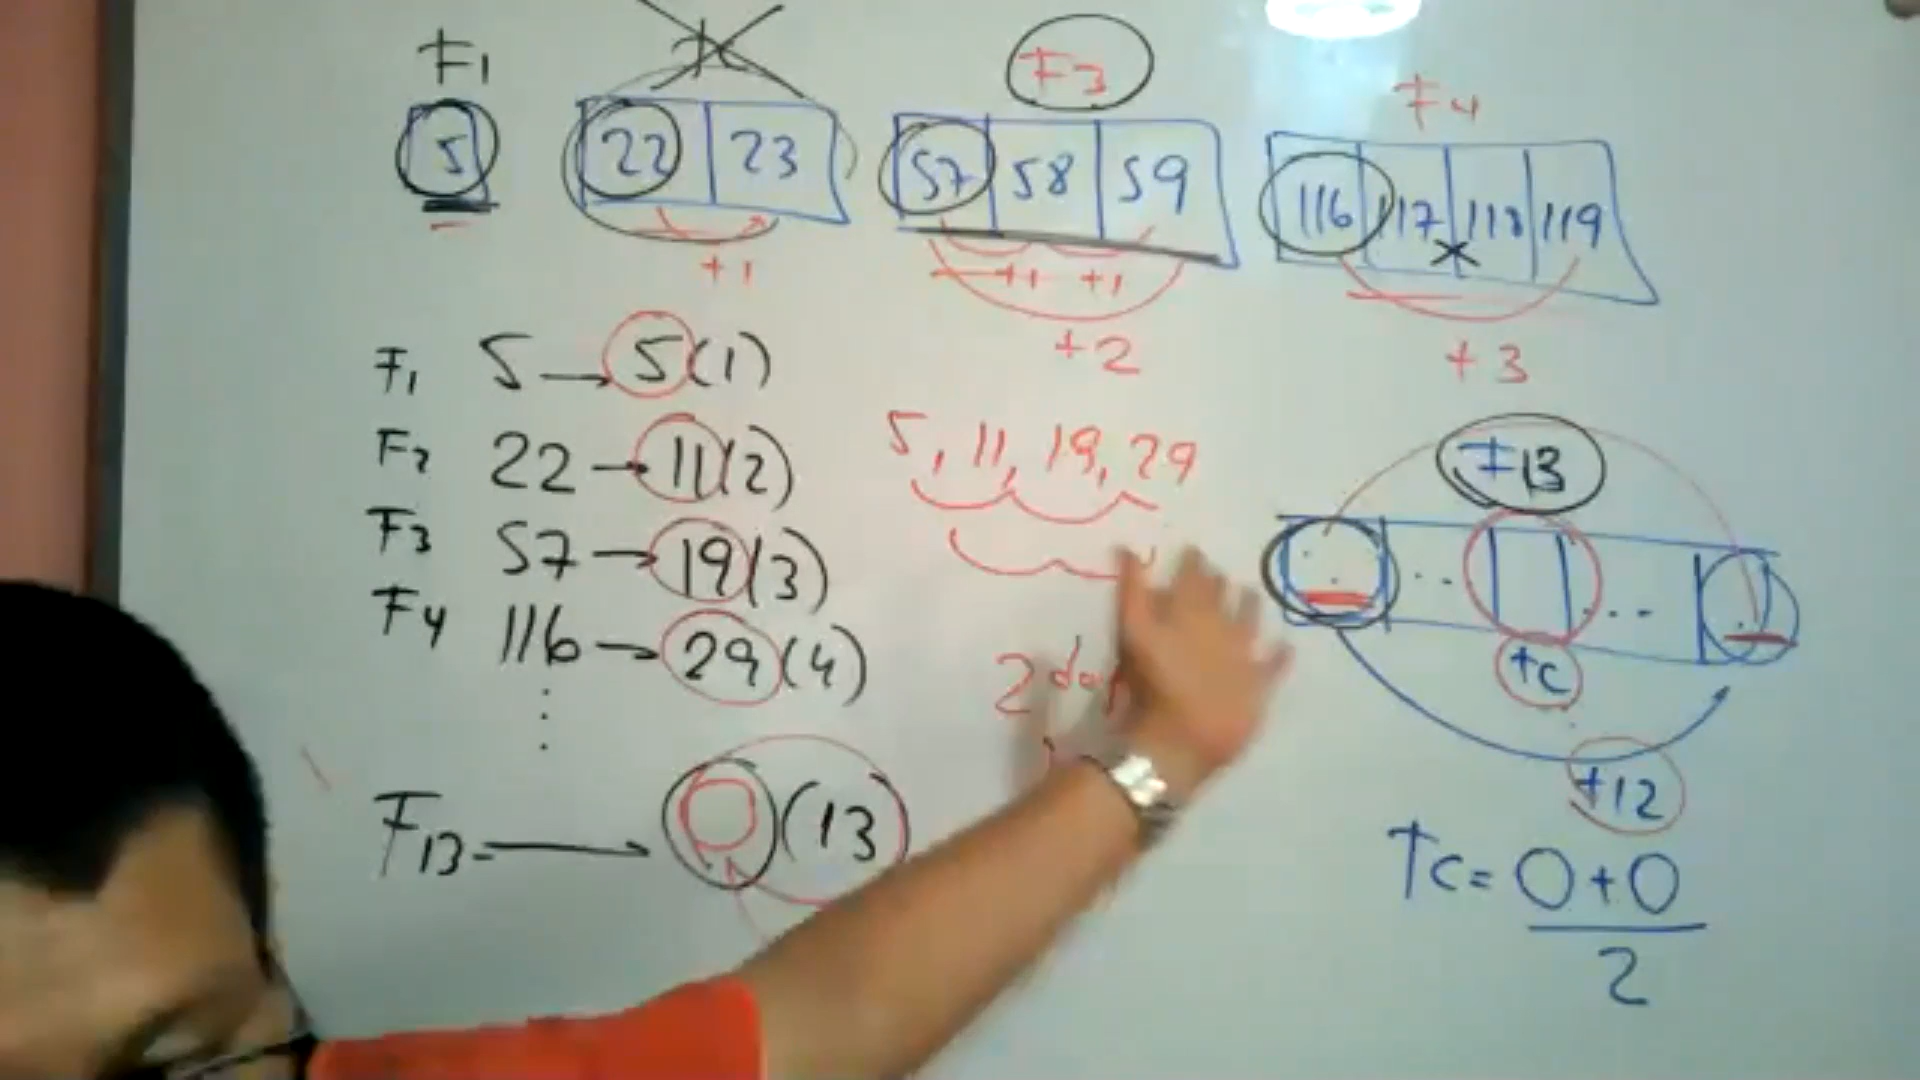 F1
F3
F4
5
22 23
57 58 59
116 117 118 119
+1
+1 +1
+2
+3
F1 5 → 5(1)
F2 22 → 11(2)
F3 57 → 19(3)
F4 116 → 29(4)
⋮
F13 → (13)
5, 11, 19, 29
2
F13
... ...
+c
+12
Tc = 0+0
2